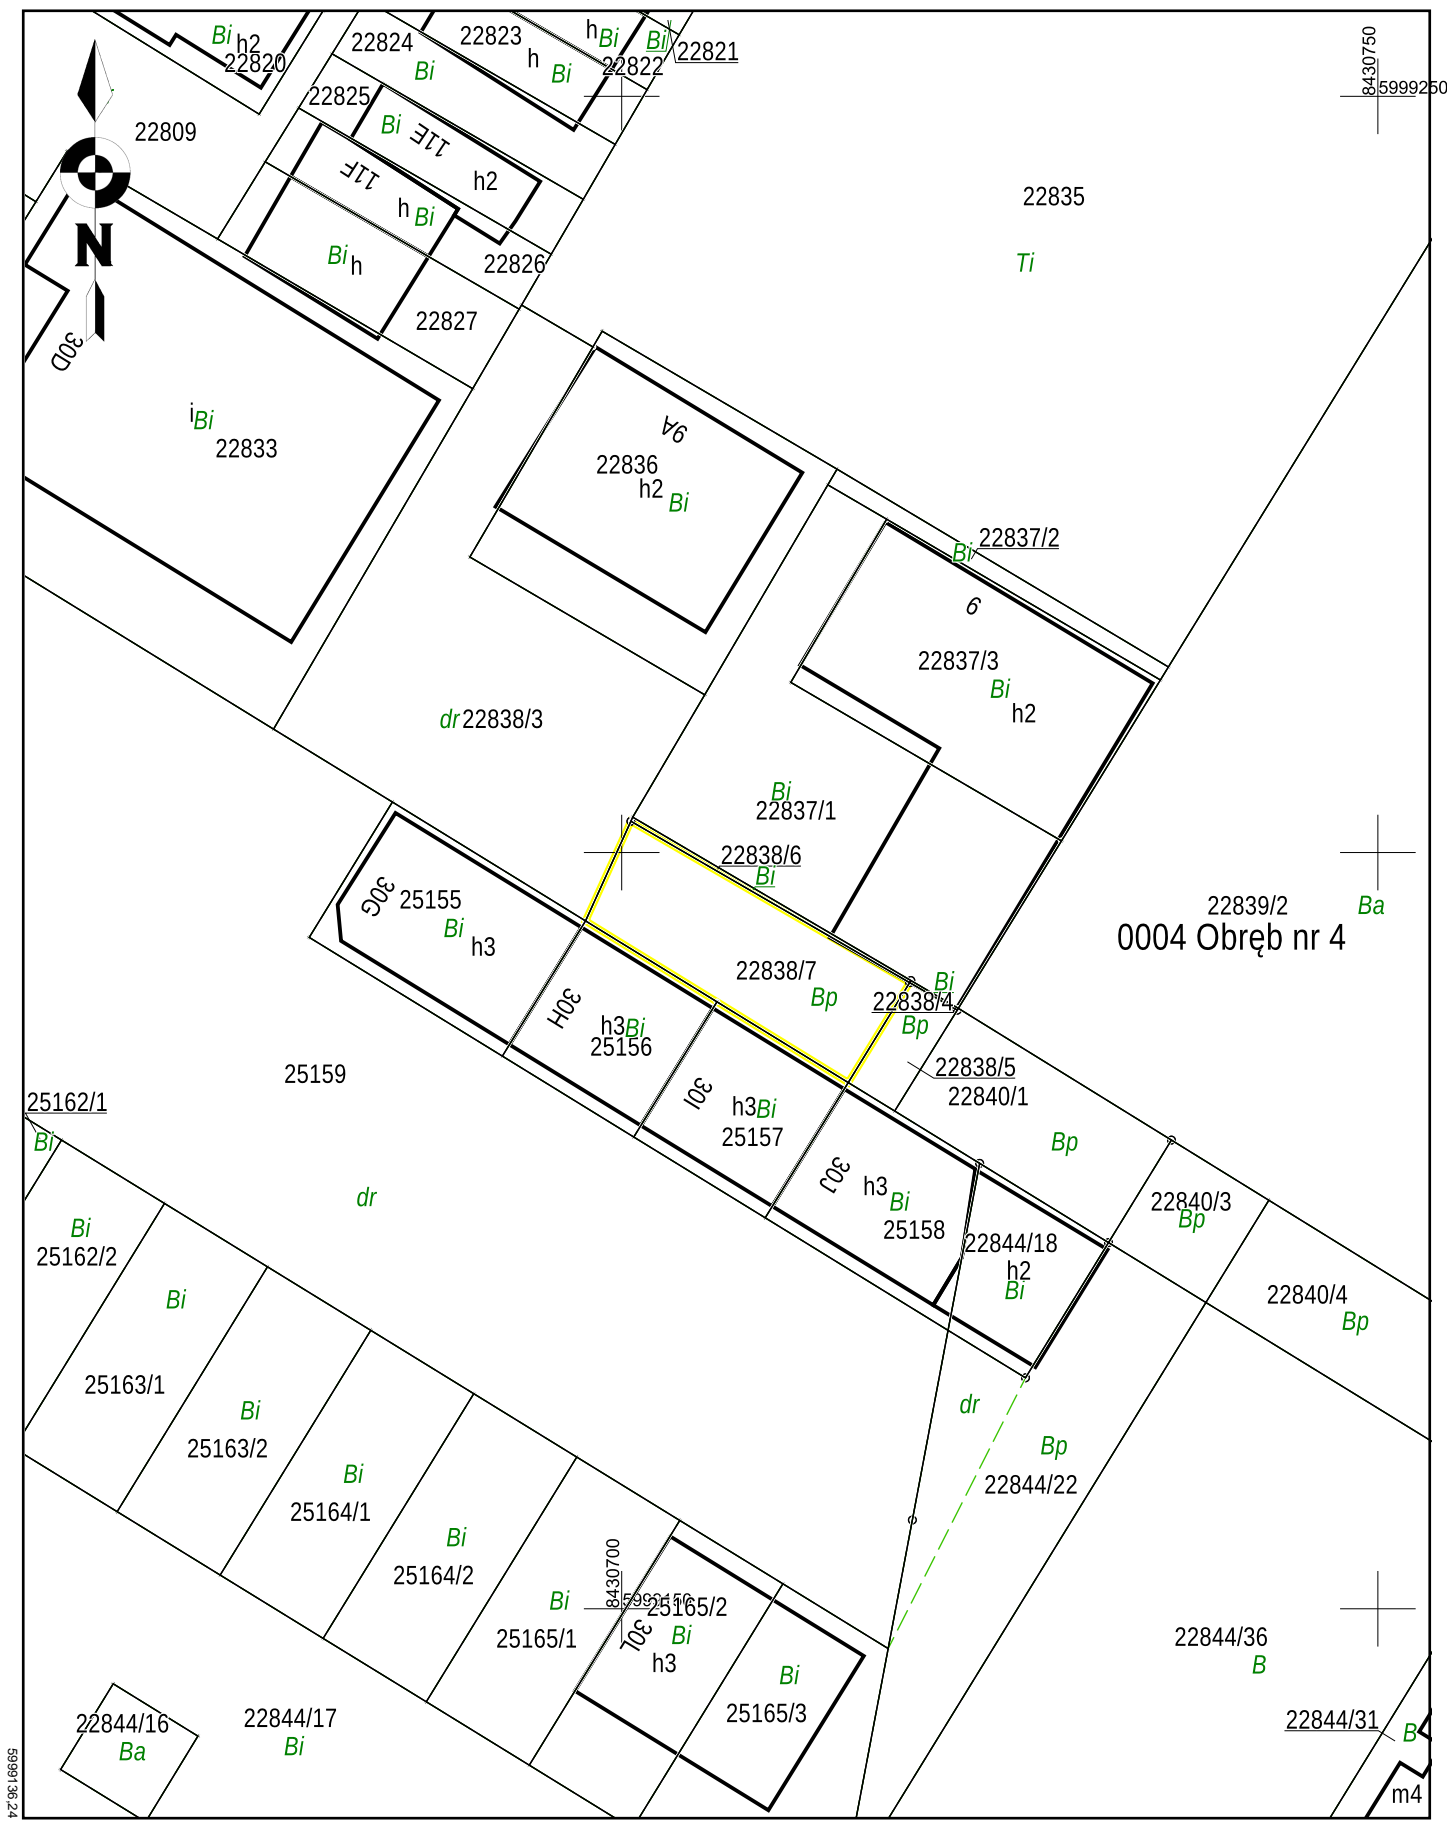 Bi h2
22820
22824
Bi
22823
h
Bi
h Bi
Bi
22821
22822
8430750
5999250
22809
22825
Bi
11E
h2
11F
h Bi
Bi h
22826
22827
22835
Ti
N
30D
i Bi
22833
9A
22836
h2
Bi
22837/2
Bi
9
22837/3
Bi
h2
dr 22838/3
Bi
22837/1
22838/6
Bi
30G
25155
Bi
h3
22839/2
Ba
0004 Obręb nr 4
22838/7
Bp
Bi
22838/4
Bp
30H
h3 Bi
25156
22838/5
22840/1
25159
25162/1
Bi
30I
h3 Bi
25157
Bp
30J
h3
Bi
25158
dr
22840/3
Bp
Bi
25162/2
22844/18
h2
Bi
22840/4
Bp
Bi
25163/1
dr
Bi
25163/2
Bp
22844/22
Bi
25164/1
Bi
25164/2
8430700
Bi
25165/1
25165/2
Bi
30L
h3
22844/36
B
Bi
25165/3
22844/16
Ba
22844/17
Bi
22844/31
B
m4
5999136,24